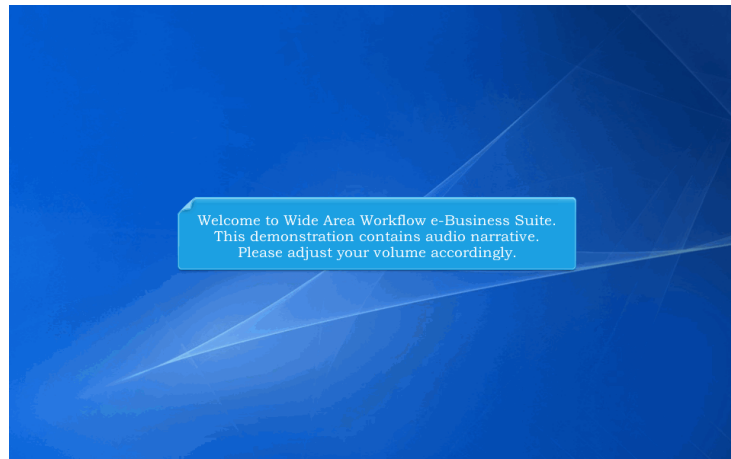 Welcome to Wide Area Workflow e-Business Suite.
This demonstration contains audio narrative.
Please adjust your volume accordingly.